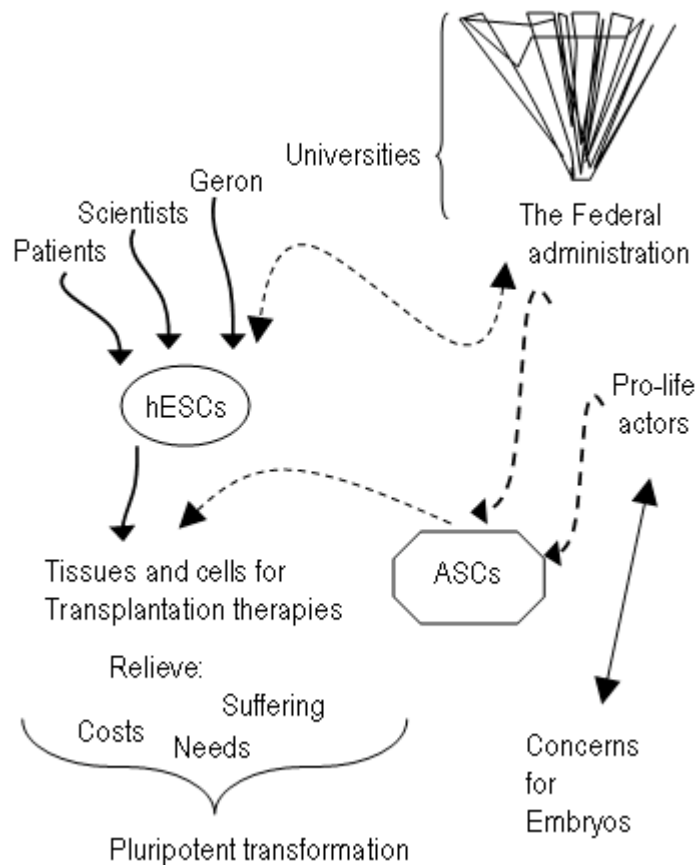 Universities
Geron
Scientists
Patients
The Federal
administration
hESCs
Pro-life
actors
ASCs
Tissues and cells for
Transplantation therapies
Relieve:
Suffering
Costs
Needs
Concerns
for
Embryos
Pluripotent transformation